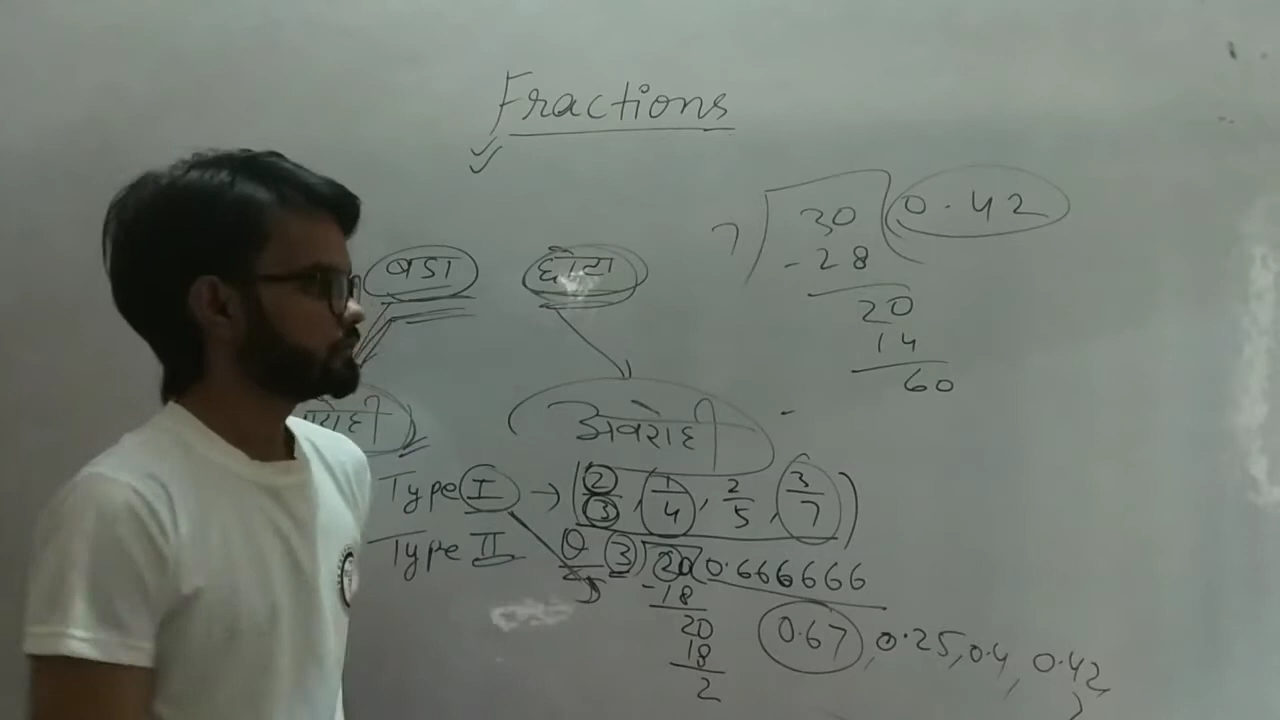 Fractions
7) 30 (0.42
- 28
20
14
60
बडा छोटा
अवरोही
Type I → (2/3, 1/4, 2/5, 3/7)
Type II 3) 20 (0.666666
-18
20
18
2
0.67, 0.25, 0.4, 0.42